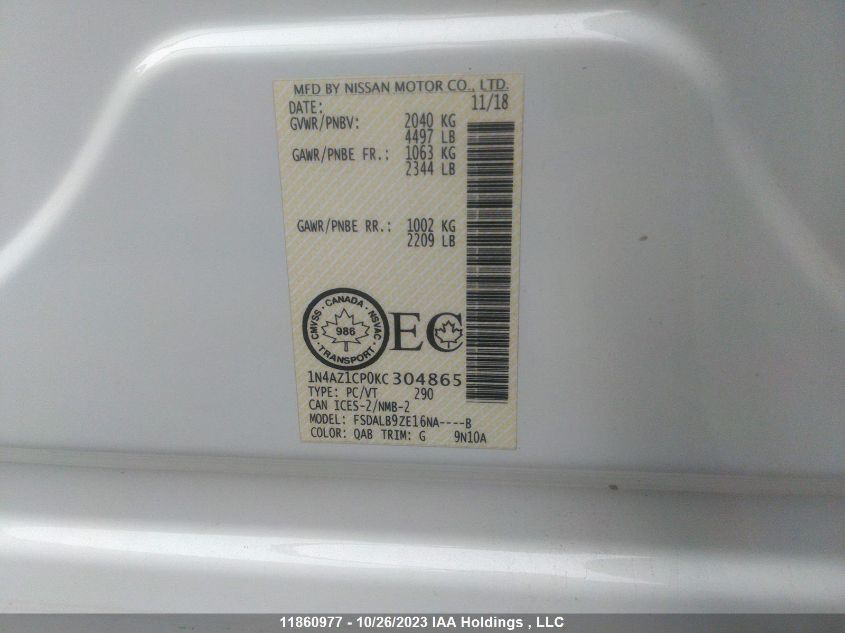 MFD BY NISSAN MOTOR CO., LTD.
DATE: 11/18
GVWR/PNBV: 2040 KG
4497 LB
GAWR/PNBE FR.: 1063 KG
2344 LB
GAWR/PNBE RR.: 1002 KG
2209 LB
CMVSS · CANADA · NSVAC · TRANSPORT ·
986
EC
1N4AZ1CP0KC304865
TYPE: PC/VT 290
CAN ICES-2/NMB-2
MODEL: FSDALB9ZE16NA----B
COLOR: QAB TRIM: G 9N10A
11860977 - 10/26/2023 IAA Holdings , LLC